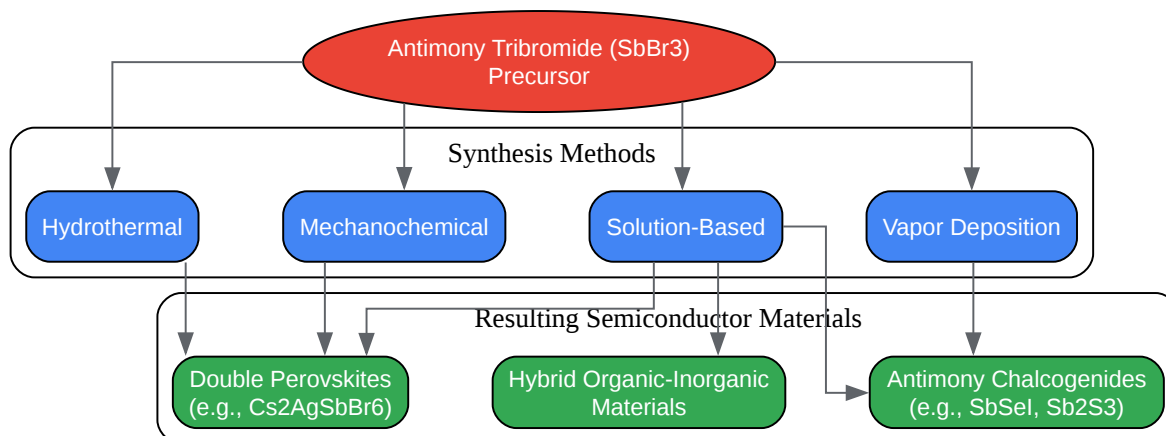 Antimony Tribromide (SbBr3)
Precursor
Synthesis Methods
Hydrothermal
Mechanochemical
Solution-Based
Vapor Deposition
Resulting Semiconductor Materials
Double Perovskites
(e.g., Cs2AgSbBr6)
Hybrid Organic-Inorganic
Materials
Antimony Chalcogenides
(e.g., SbSeI, Sb2S3)